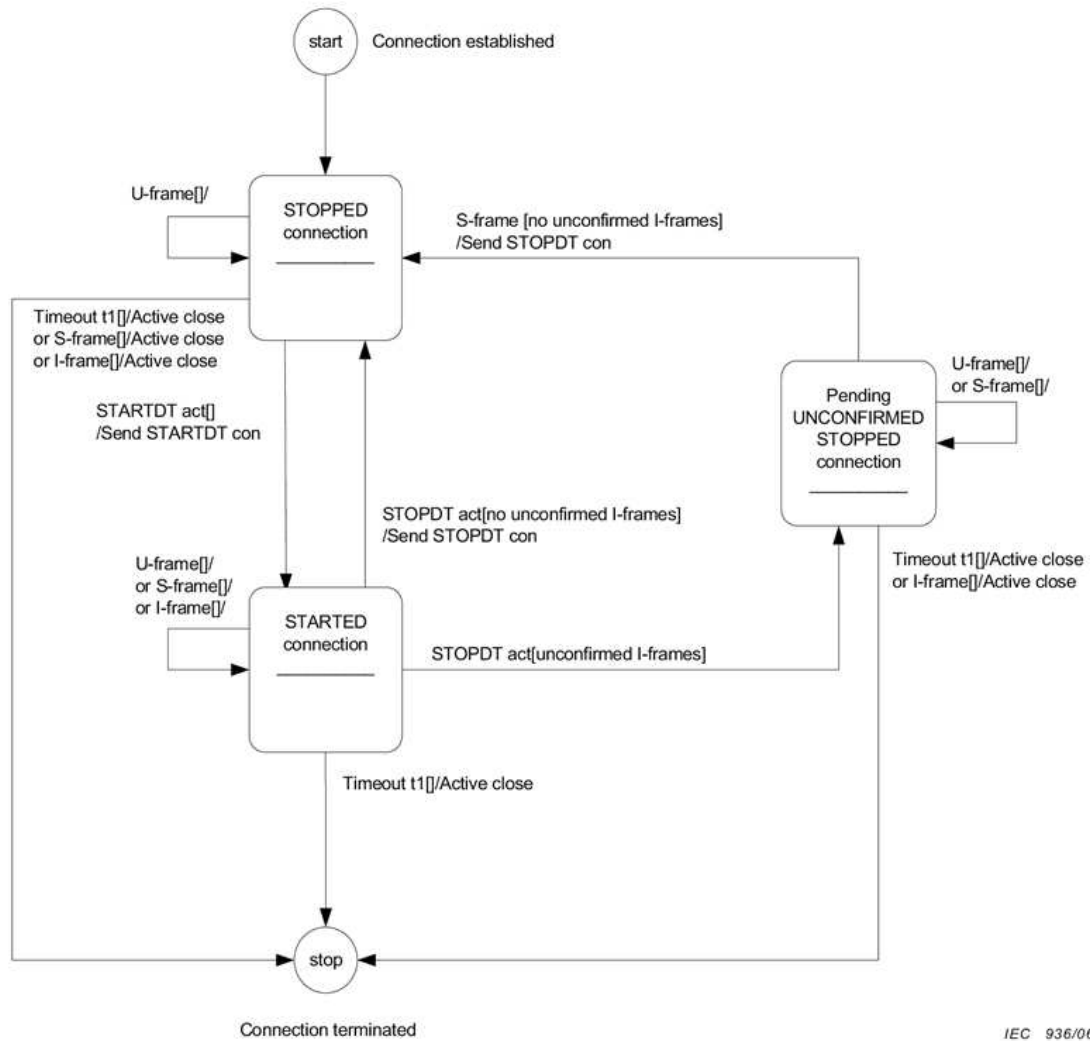 start
Connection established
U-frame[]/
STOPPED
connection
S-frame [no unconfirmed I-frames]
/Send STOPDT con
Timeout t1[]/Active close
or S-frame[]/Active close
or I-frame[]/Active close
STARTDT act[]
/Send STARTDT con
Pending
UNCONFIRMED
STOPPED
connection
U-frame[]/
or S-frame[]/
STOPDT act[no unconfirmed I-frames]
/Send STOPDT con
U-frame[]/
or S-frame[]/
or I-frame[]/
STARTED
connection
STOPDT act[unconfirmed I-frames]
Timeout t1[]/Active close
or I-frame[]/Active close
Timeout t1[]/Active close
stop
Connection terminated
IEC 936/06